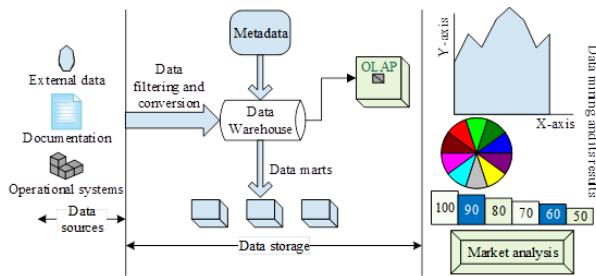 External data
Documentation
Operational systems
Data
sources
Data
filtering and
conversion
Metadata
Data
Warehouse
OLAP
Data marts
Data storage
Y-axis
X-axis
100
90
80
70
60
50
Market analysis
Data mining and its results